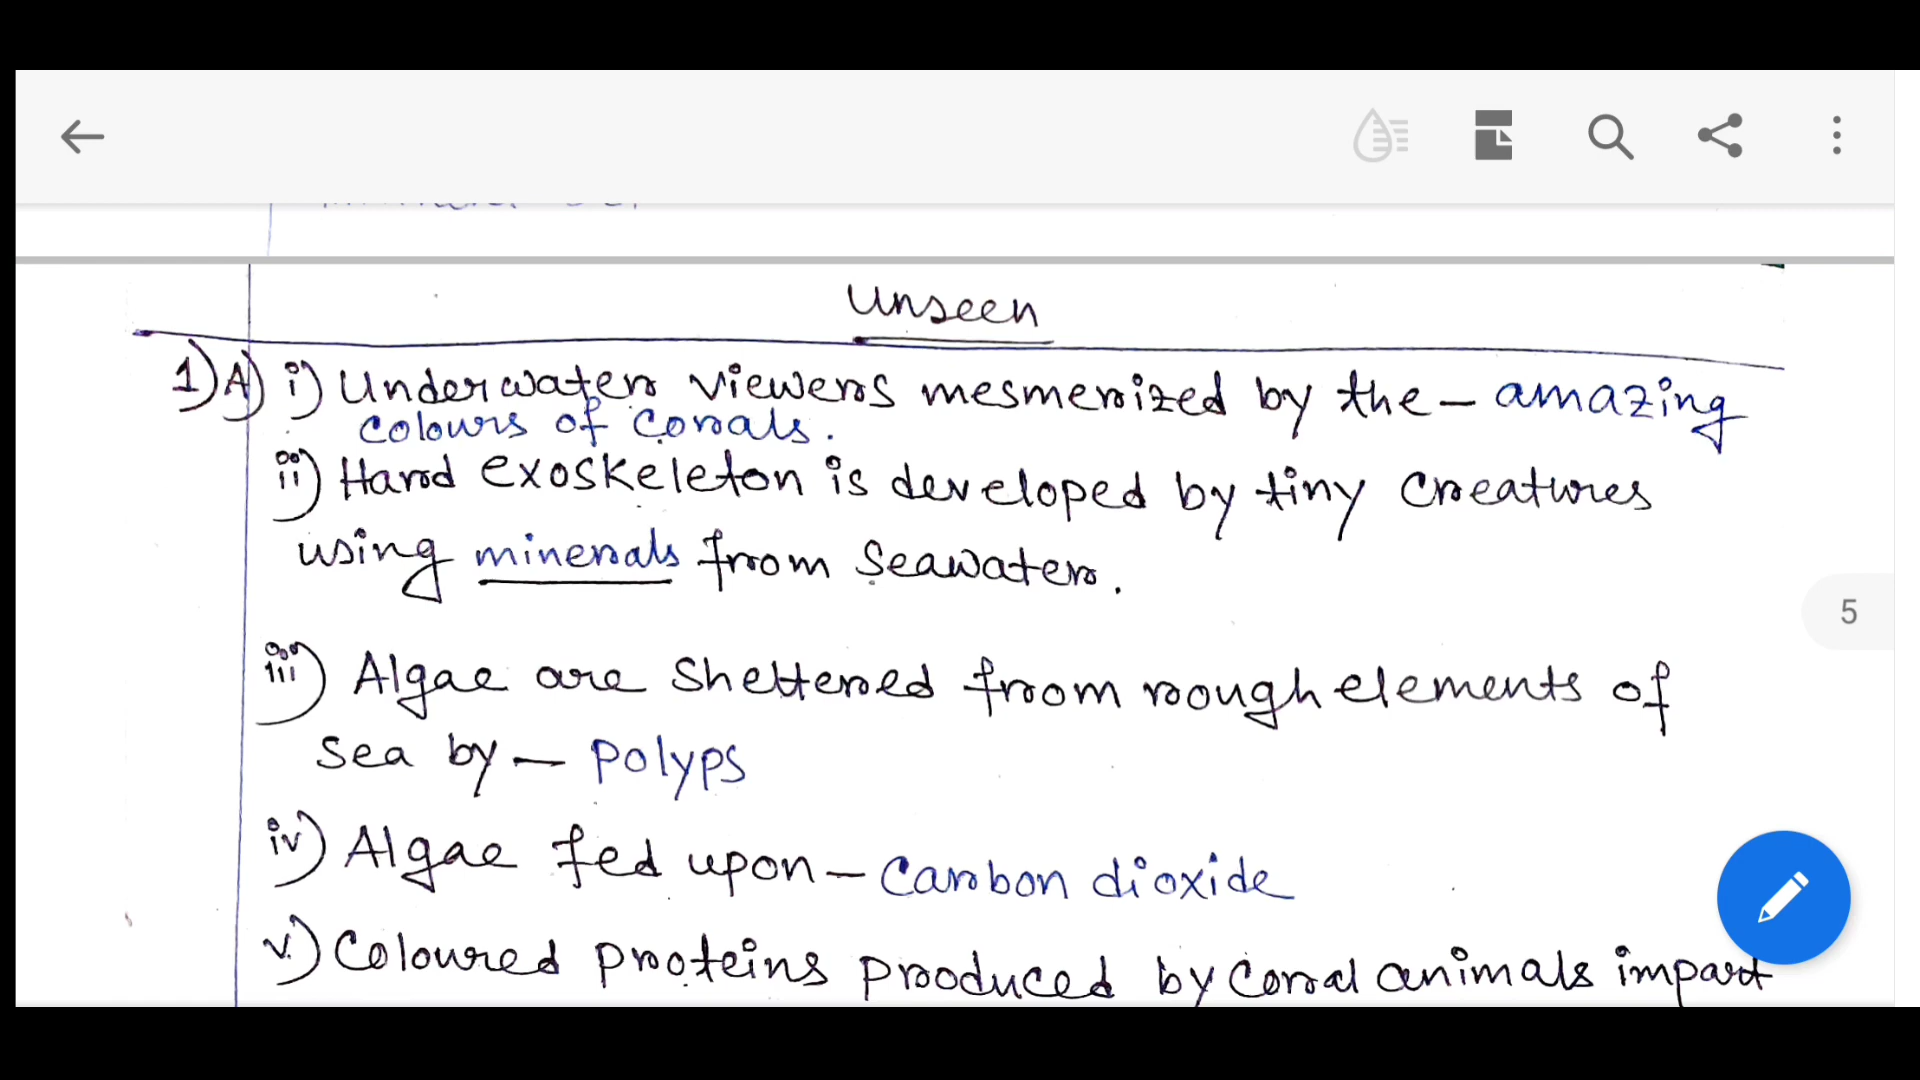 Unseen
1) A) i) Underwater viewers mesmerized by the – amazing
colours of corals.
ii) Hard exoskeleton is developed by tiny creatures
using minerals from seawater.
iii) Algae are sheltered from rough elements of
sea by – Polyps
5
iv) Algae fed upon – Carbon dioxide
v) Coloured proteins produced by coral animals impart